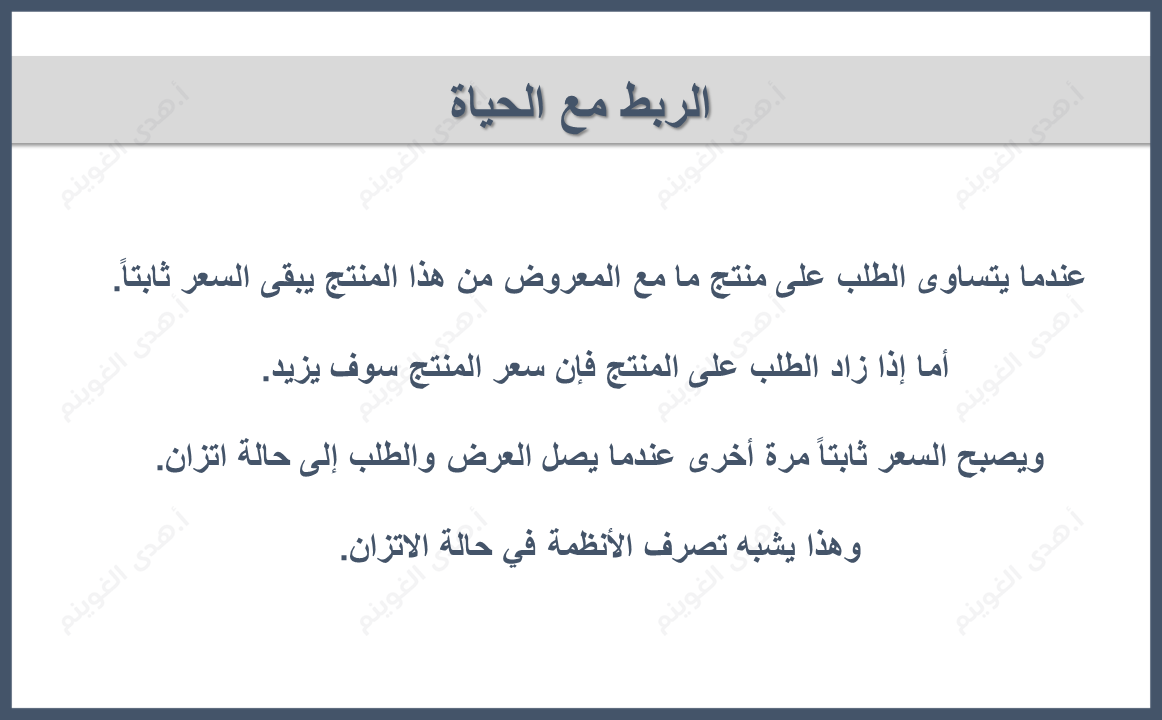 الربط مع الحياة
عندما يتساوى الطلب على منتج ما مع المعروض من هذا المنتج يبقى السعر ثابتاً.
أما إذا زاد الطلب على المنتج فإن سعر المنتج سوف يزيد.
ويصبح السعر ثابتاً مرة أخرى عندما يصل العرض والطلب إلى حالة اتزان.
وهذا يشبه تصرف الأنظمة في حالة الاتزان.
أ.هدى الغوينم